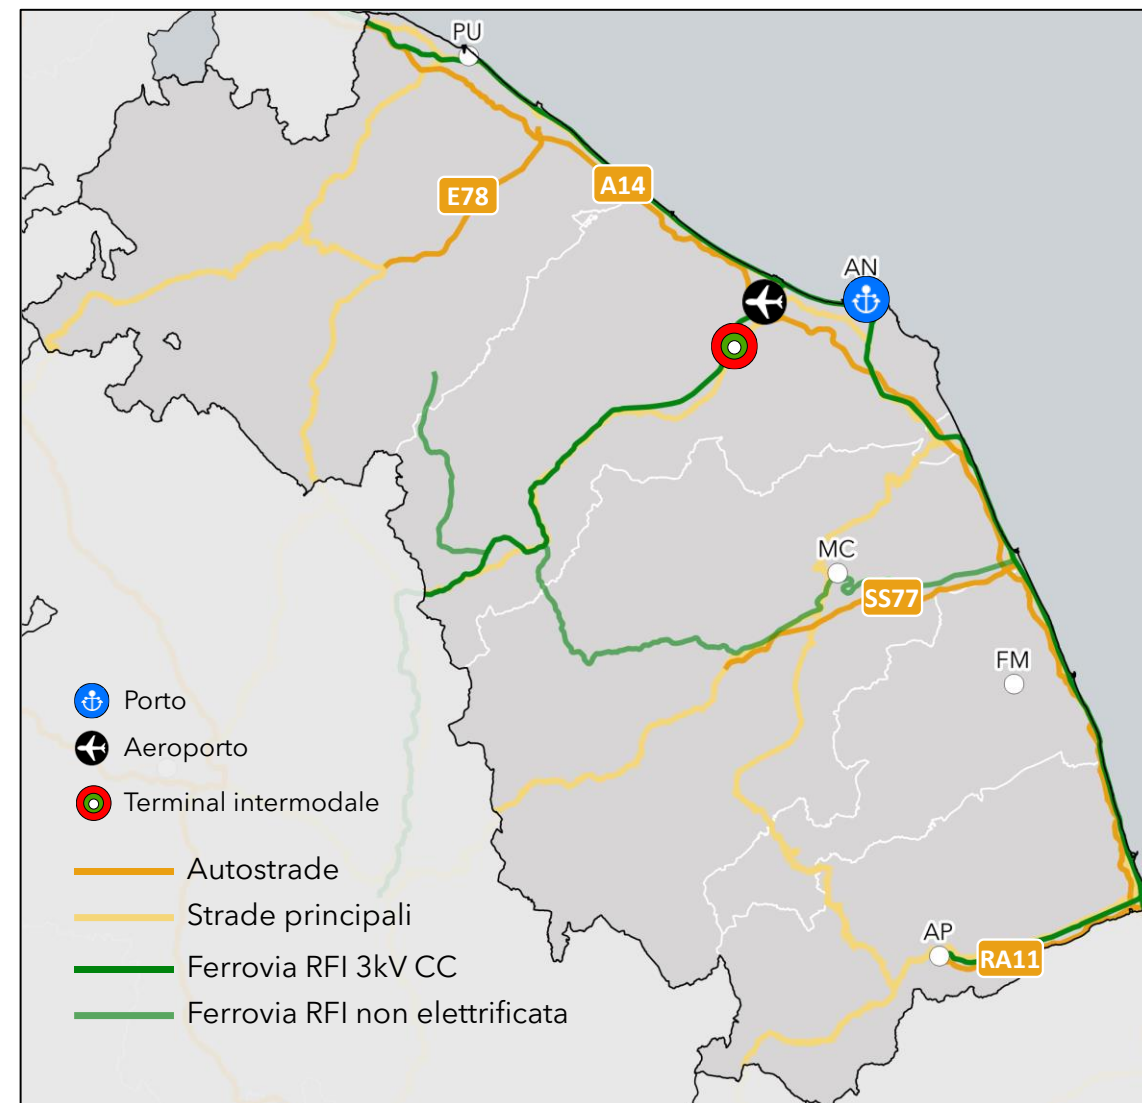 PU
E78
A14
AN
MC
SS77
FM
Porto
Aeroporto
Terminal intermodale
Autostrade
Strade principali
AP
RA11
Ferrovia RFI 3kV CC
Ferrovia RFI non elettrificata